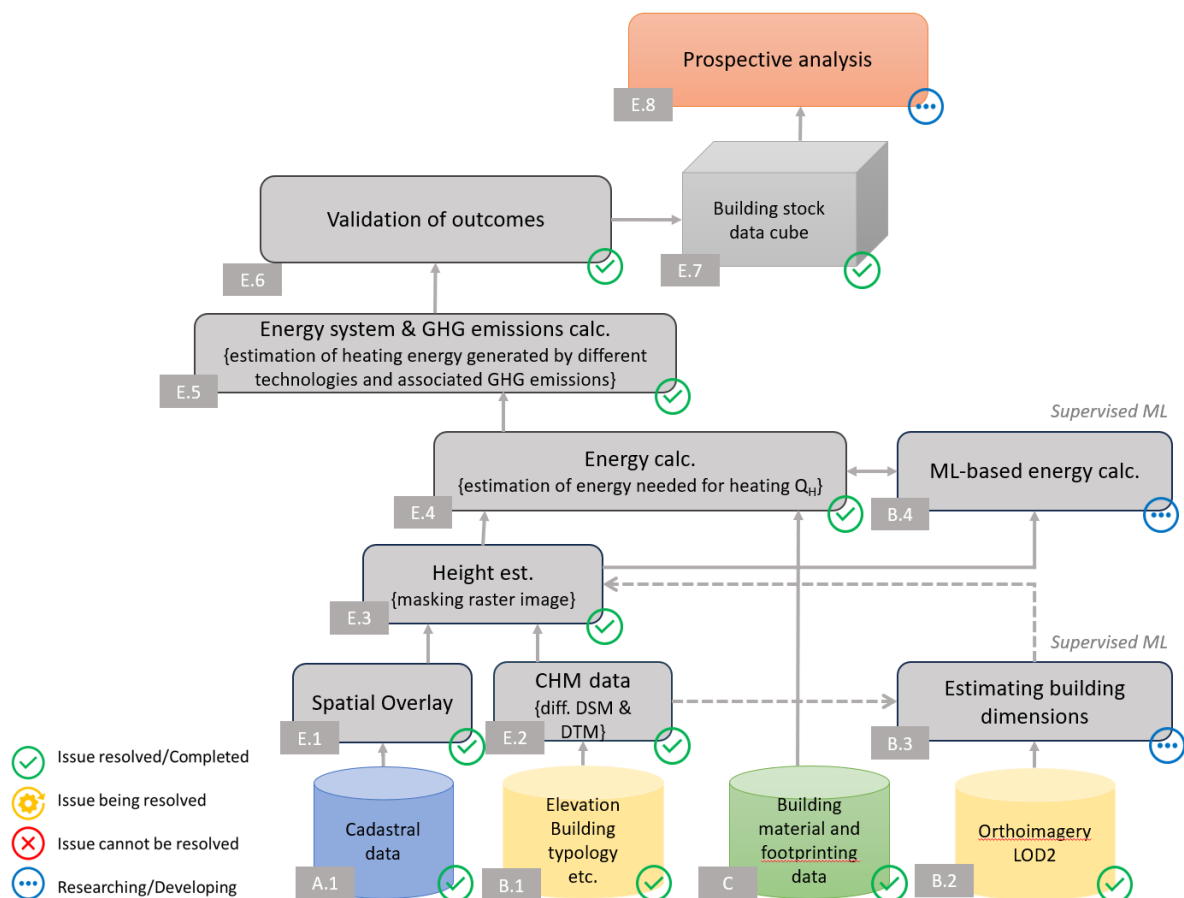 Prospective analysis
E.8
Validation of outcomes
E.6
Building stock
data cube
E.7
Energy system & GHG emissions calc.
{estimation of heating energy generated by different
technologies and associated GHG emissions}
E.5
Supervised ML
Energy calc.
{estimation of energy needed for heating QH}
E.4
ML-based energy calc.
B.4
Height est.
{masking raster image}
E.3
Supervised ML
Spatial Overlay
E.1
CHM data
{diff. DSM &
DTM}
E.2
Estimating building
dimensions
B.3
Issue resolved/Completed
Issue being resolved
Issue cannot be resolved
Researching/Developing
Cadastral
data
A.1
Elevation
Building
typology
etc.
B.1
Building
material and
footprinting
data
C
Orthoimagery
LOD2
B.2